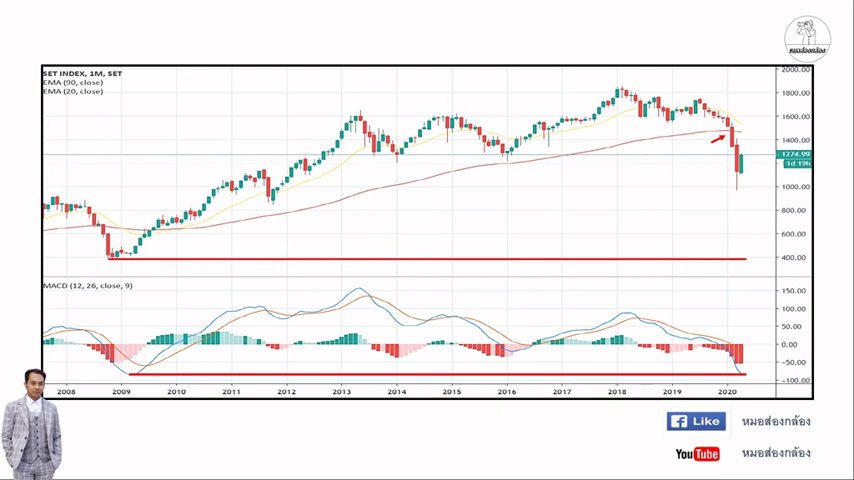 หมอส่องกล้อง
SET INDEX, 1M, SET
EMA (90, close)
EMA (20, close)
2000.00
1800.00
1600.00
1400.00
1274.99
1d 19h
1000.00
800.00
600.00
400.00
MACD (12, 26, close, 9)
150.00
100.00
50.00
0.00
-50.00
-100.00
2008 2009 2010 2011 2012 2013 2014 2015 2016 2017 2018 2019 2020
f Like หมอส่องกล้อง
YouTube หมอส่องกล้อง